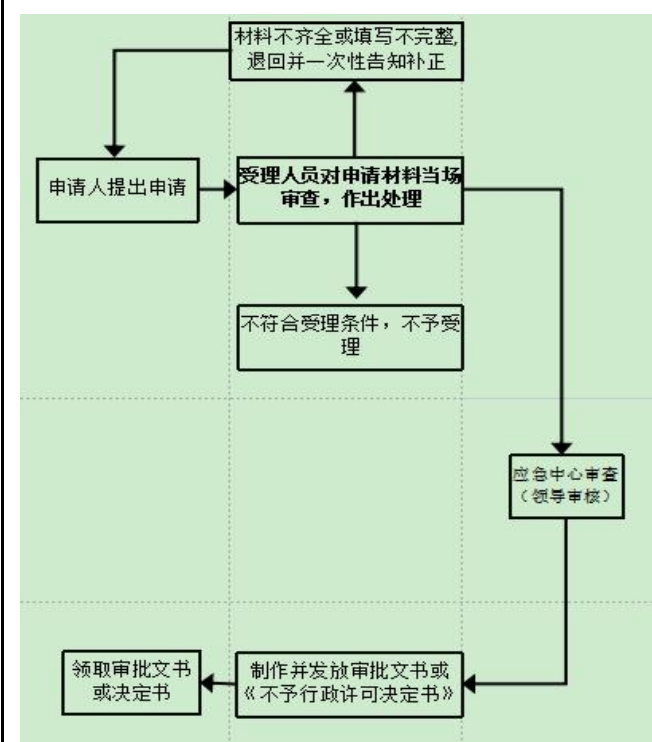 材料不齐全或填写不完整,
退回并一次性告知补正
申请人提出申请
受理人员对申请材料当场
审查，作出处理
不符合受理条件，不予受
理
应急中心审查
（领导审核）
领取审批文书
或决定书
制作并发放审批文书或
《不予行政许可决定书》